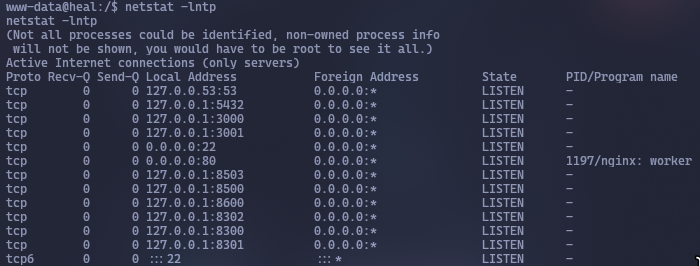 www-data@heal:/$ netstat -lntp
netstat -lntp
(Not all processes could be identified, non-owned process info
 will not be shown, you would have to be root to see it all.)
Active Internet connections (only servers)
Proto Recv-Q Send-Q Local Address           Foreign Address         State       PID/Program name
tcp        0      0 127.0.0.53:53           0.0.0.0:*               LISTEN      -
tcp        0      0 127.0.0.1:5432          0.0.0.0:*               LISTEN      -
tcp        0      0 127.0.0.1:3000          0.0.0.0:*               LISTEN      -
tcp        0      0 127.0.0.1:3001          0.0.0.0:*               LISTEN      -
tcp        0      0 0.0.0.0:22              0.0.0.0:*               LISTEN      -
tcp        0      0 0.0.0.0:80              0.0.0.0:*               LISTEN      1197/nginx: worker
tcp        0      0 127.0.0.1:8503          0.0.0.0:*               LISTEN      -
tcp        0      0 127.0.0.1:8500          0.0.0.0:*               LISTEN      -
tcp        0      0 127.0.0.1:8600          0.0.0.0:*               LISTEN      -
tcp        0      0 127.0.0.1:8302          0.0.0.0:*               LISTEN      -
tcp        0      0 127.0.0.1:8300          0.0.0.0:*               LISTEN      -
tcp        0      0 127.0.0.1:8301          0.0.0.0:*               LISTEN      -
tcp6       0      0 :::22                   :::*                    LISTEN      -